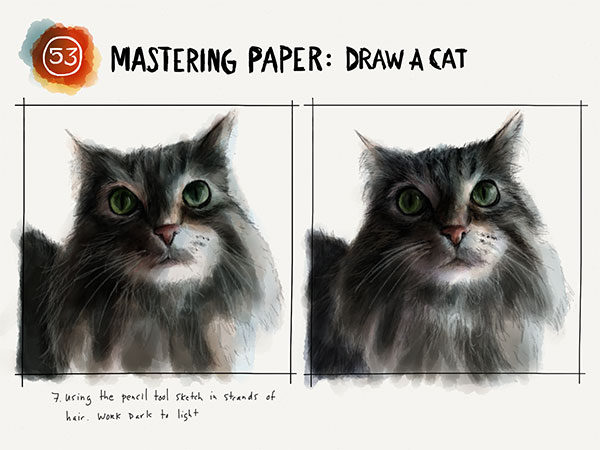 53 MASTERING PAPER: DRAW A CAT
7. using the pencil tool sketch in strands of
hair. Work Dark to light